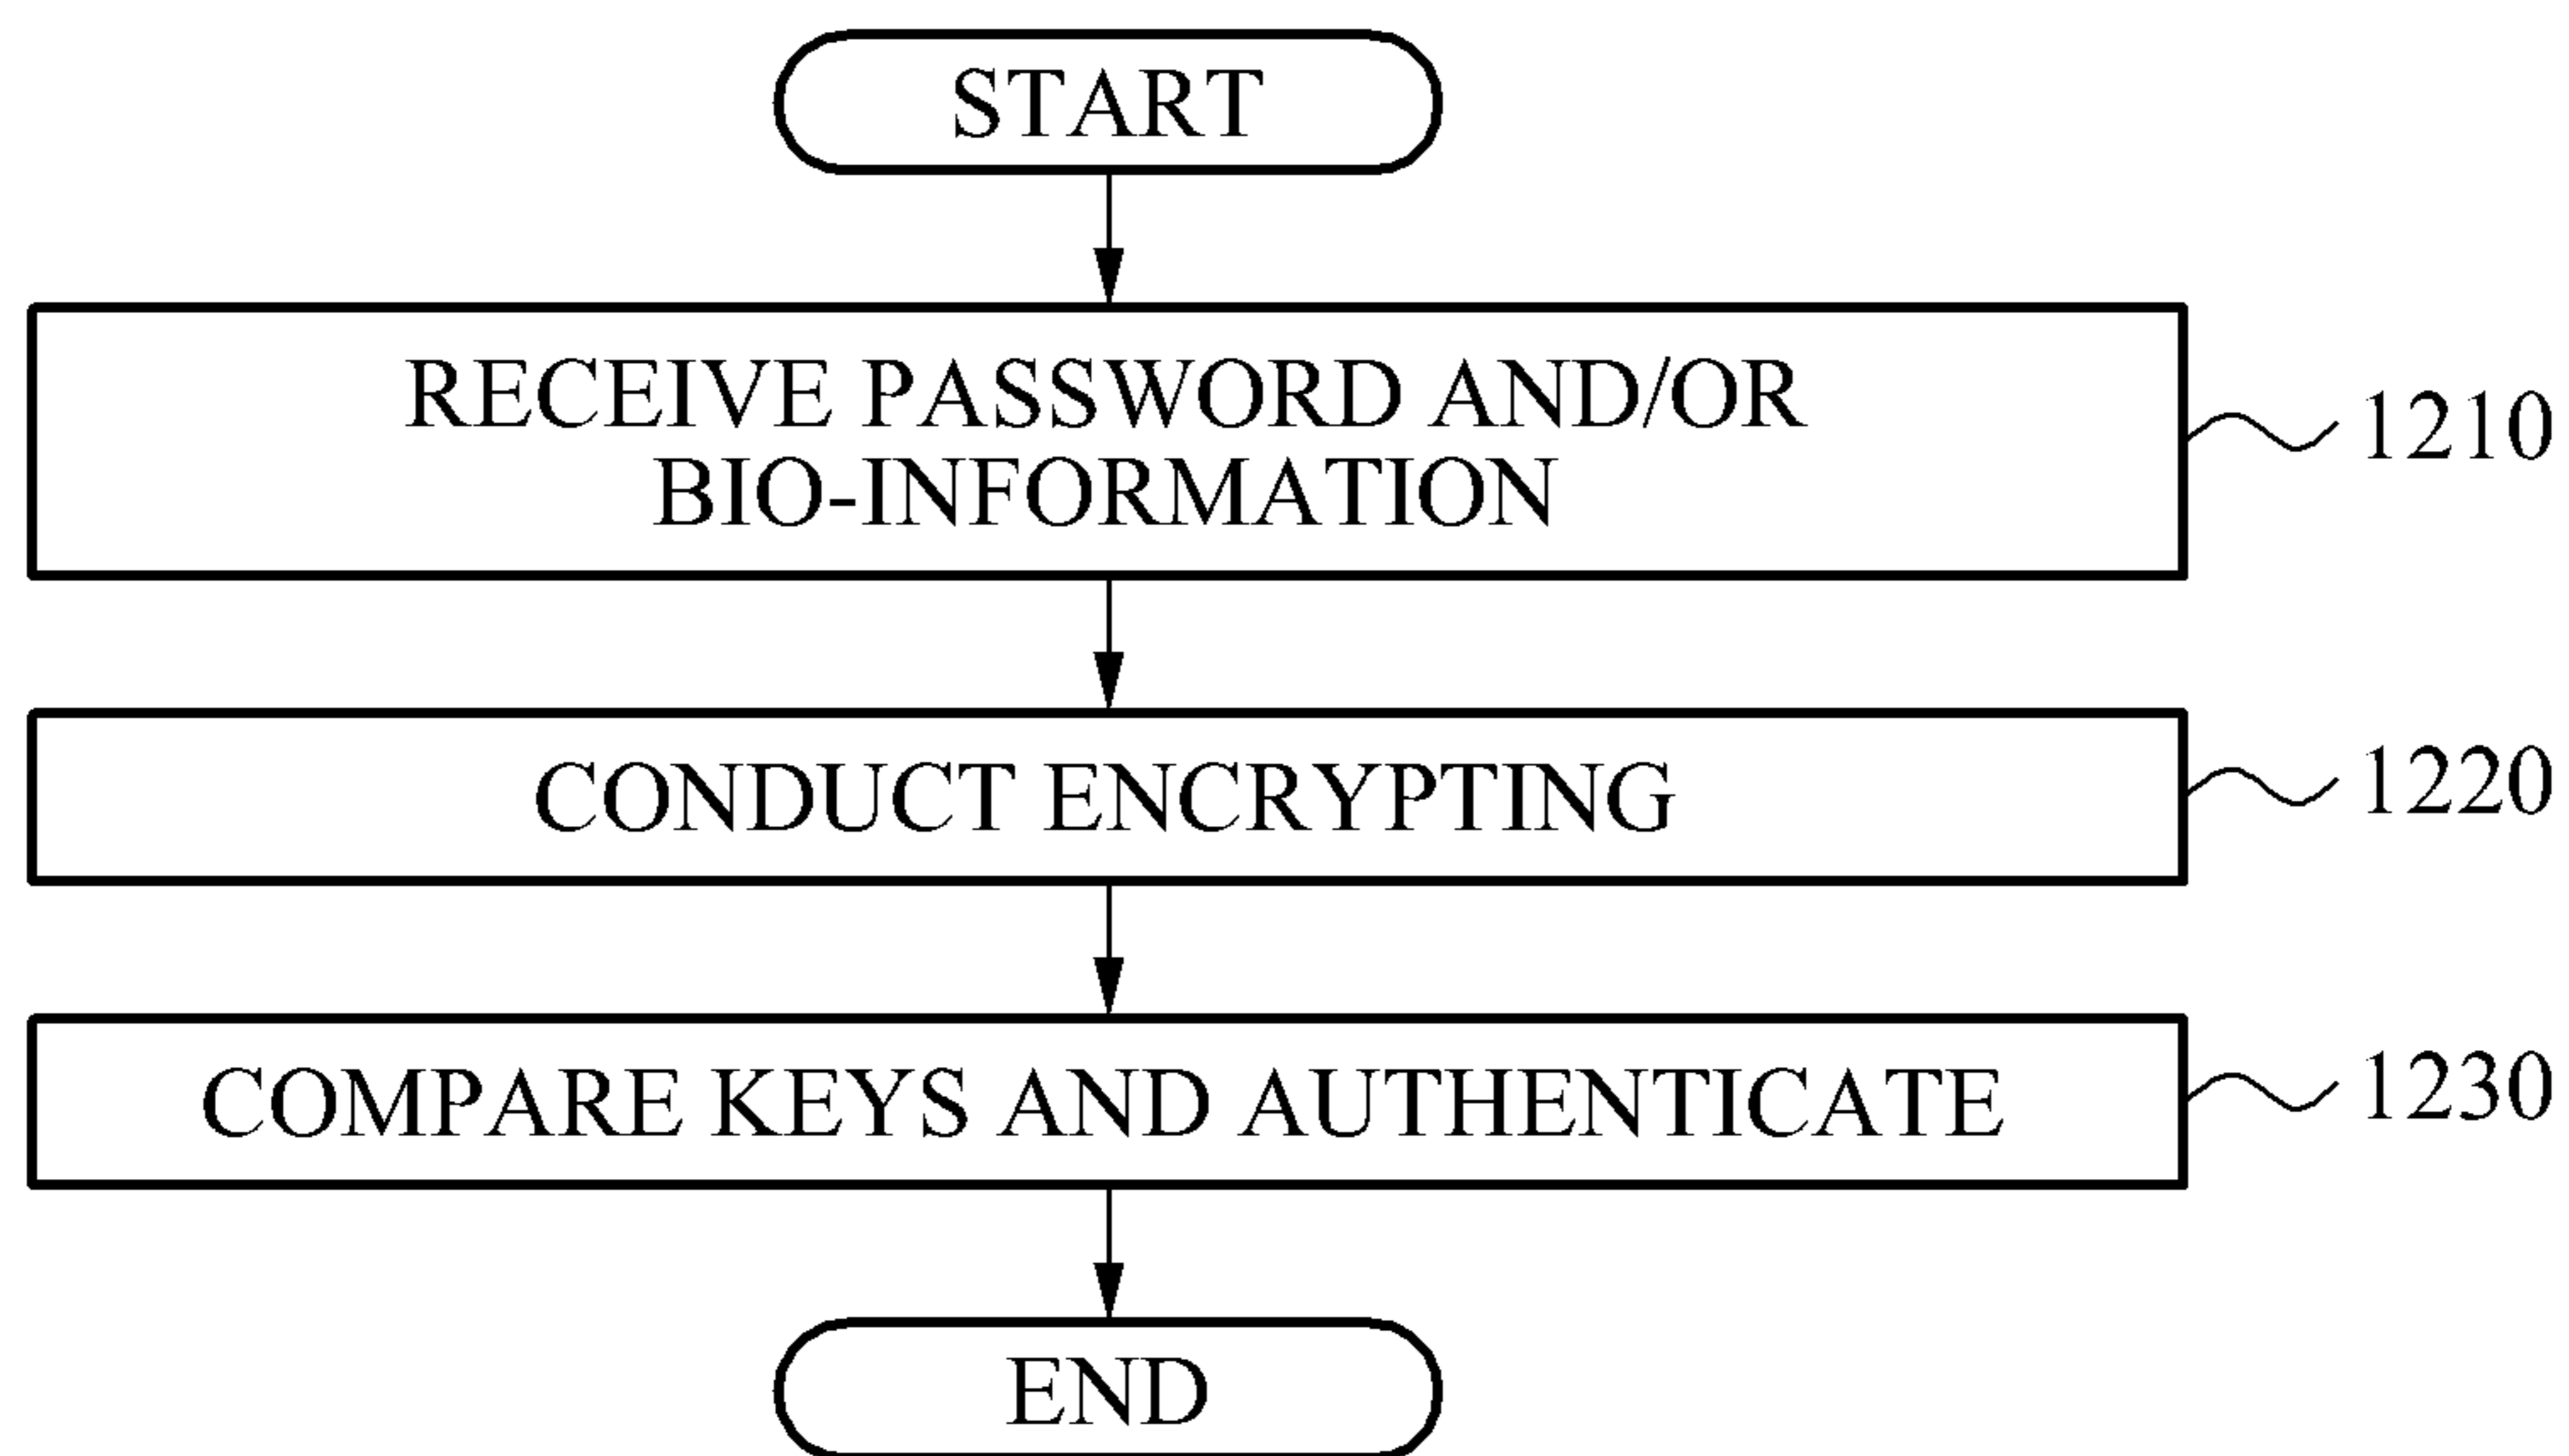 START
RECEIVE PASSWORD AND/OR
BIO-INFORMATION
1210
CONDUCT ENCRYPTING
1220
COMPARE KEYS AND AUTHENTICATE
1230
END